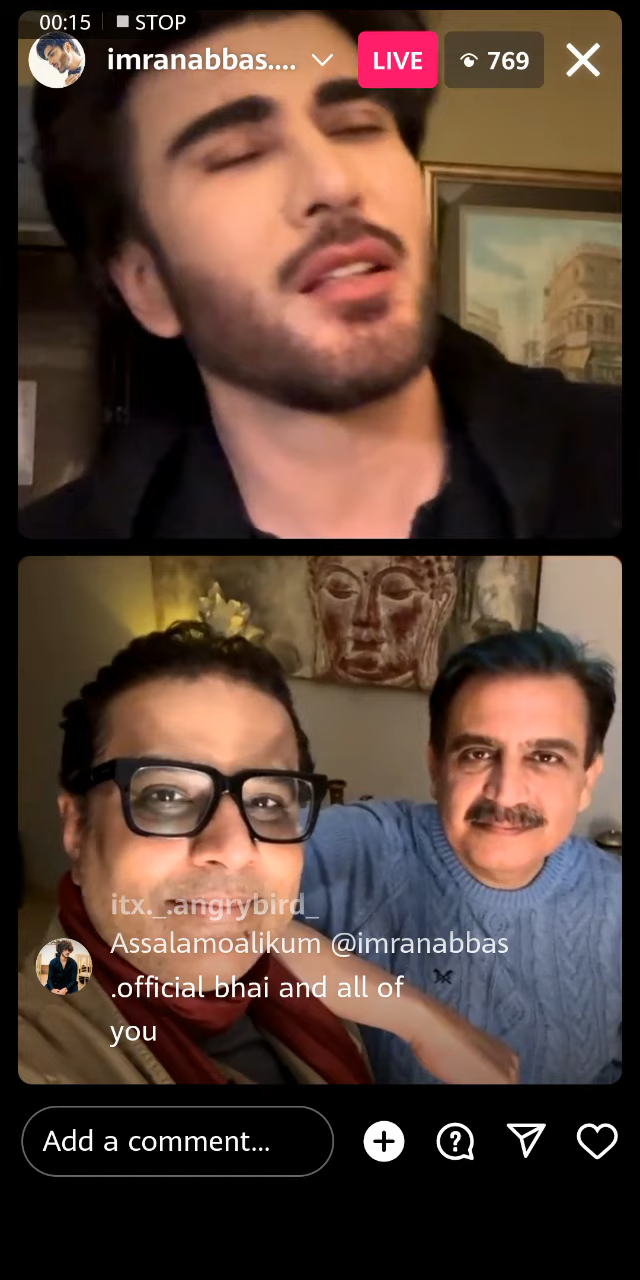 00:15 STOP
imranabbas.... LIVE 769
itx._.angrybird_
Assalamoalikum @imranabbas
.official bhai and all of
you
Add a comment...